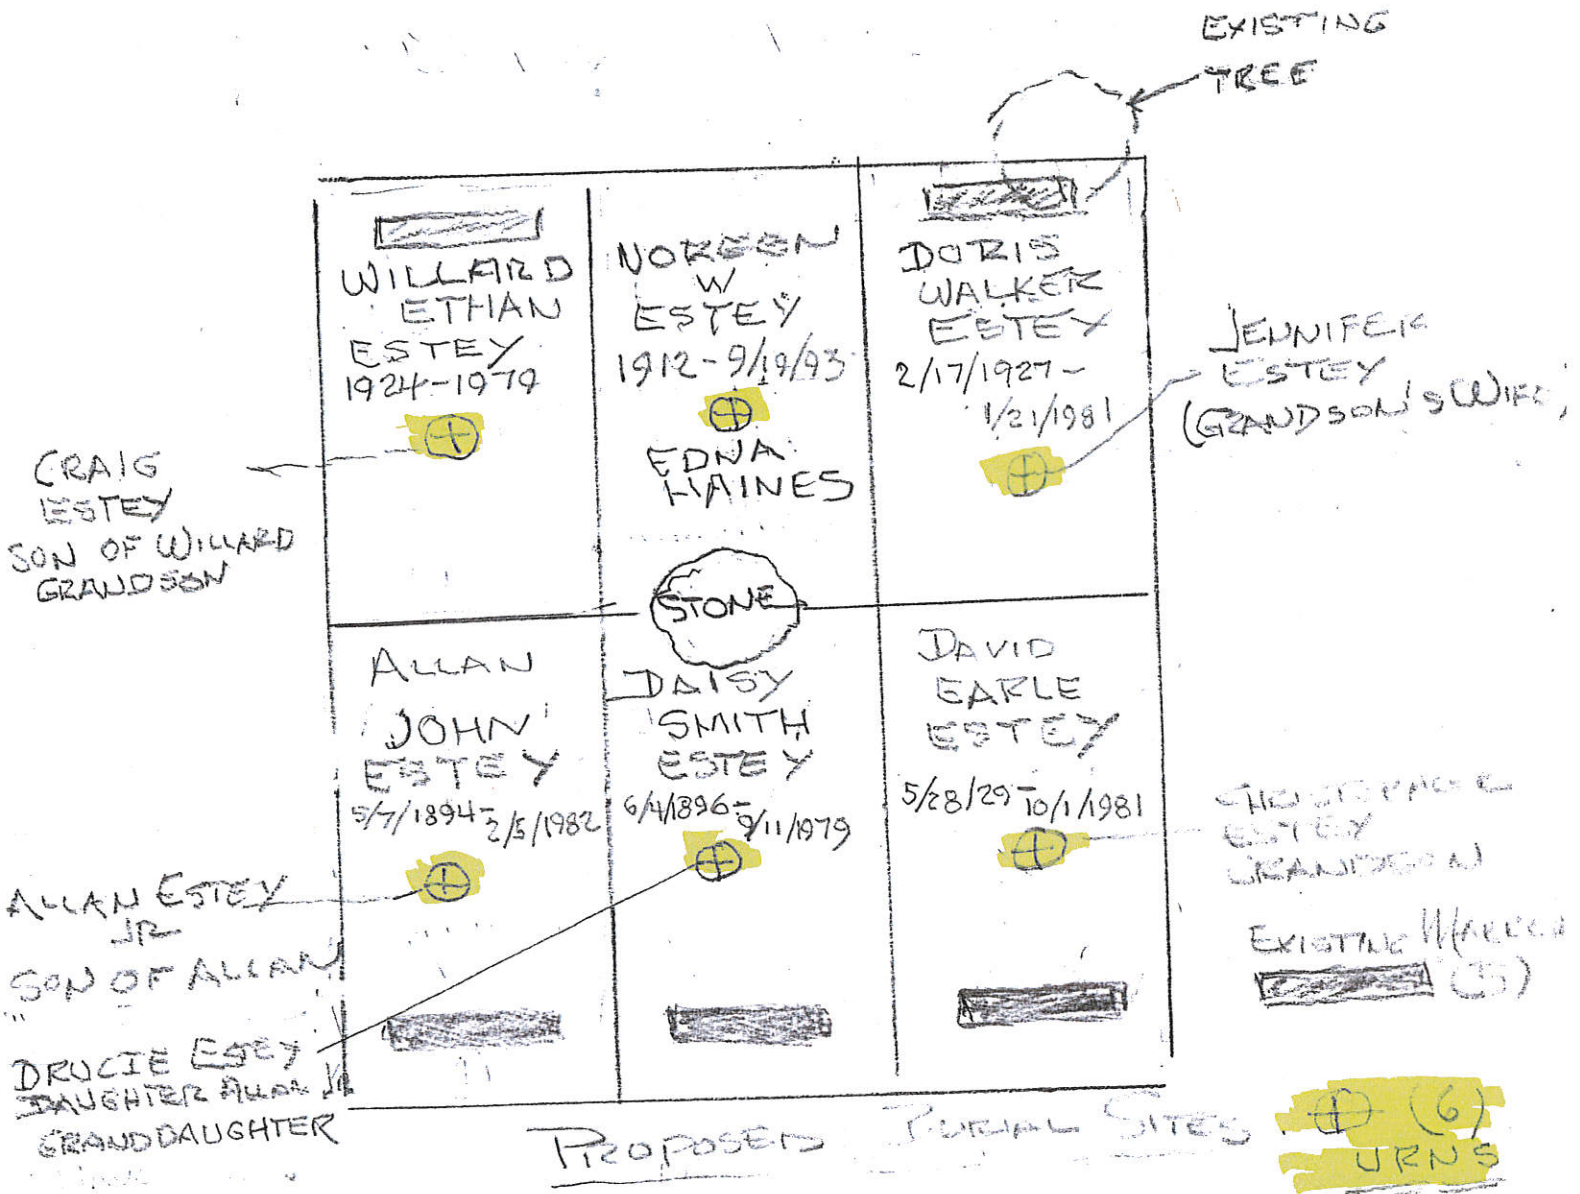 EXISTING
TREE
WILLARD
ETHAN
ESTEY
1924-1979
NOREEN
W
ESTEY
1912-9/19/93
EDNA
HAINES
DORIS
WALKER
ESTEY
2/17/1927-
1/21/1981
JENNIFER
ESTEY
(GRANDSON'S WIFE)
CRAIG
ESTEY
SON OF WILLARD
GRANDSON
STONE
ALLAN
JOHN
ESTEY
5/7/1894-
2/5/1982
DAISY
SMITH
ESTEY
6/4/1896-
9/11/1979
DAVID
EARLE
ESTEY
5/28/29-10/1/1981
CHRISTOPHER
ESTEY
GRANDSON
ALLAN ESTEY
JR
SON OF ALLAN
DRUCIE ESTEY
DAUGHTER ALLAN JR
GRANDDAUGHTER
EXISTING MARKER
(5)
PROPOSED BURIAL SITES
(6)
URNS